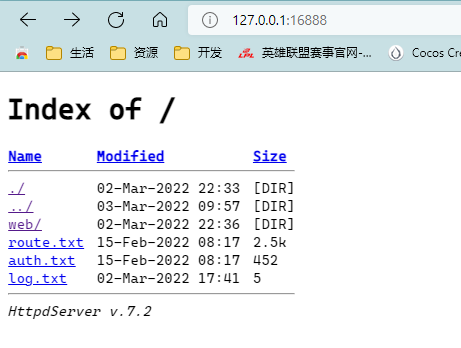 127.0.0.1:16888
生活 资源 开发 英雄联盟赛事官网-... Cocos Cre
Index of /
Name Modified Size
./ 02-Mar-2022 22:33 [DIR]
../ 03-Mar-2022 09:57 [DIR]
web/ 02-Mar-2022 22:36 [DIR]
route.txt 15-Feb-2022 08:17 2.5k
auth.txt 15-Feb-2022 08:17 452
log.txt 02-Mar-2022 17:41 5
HttpdServer v.7.2